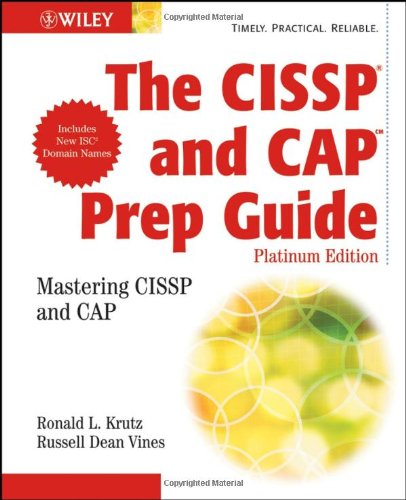 Copyrighted Material
WILEY
TIMELY. PRACTICAL. RELIABLE.
The CISSP®
and CAP℠
Prep Guide
Platinum Edition
Includes
New ISC²
Domain Names
Mastering CISSP
and CAP
Ronald L. Krutz
Russell Dean Vines
Copyrighted Material